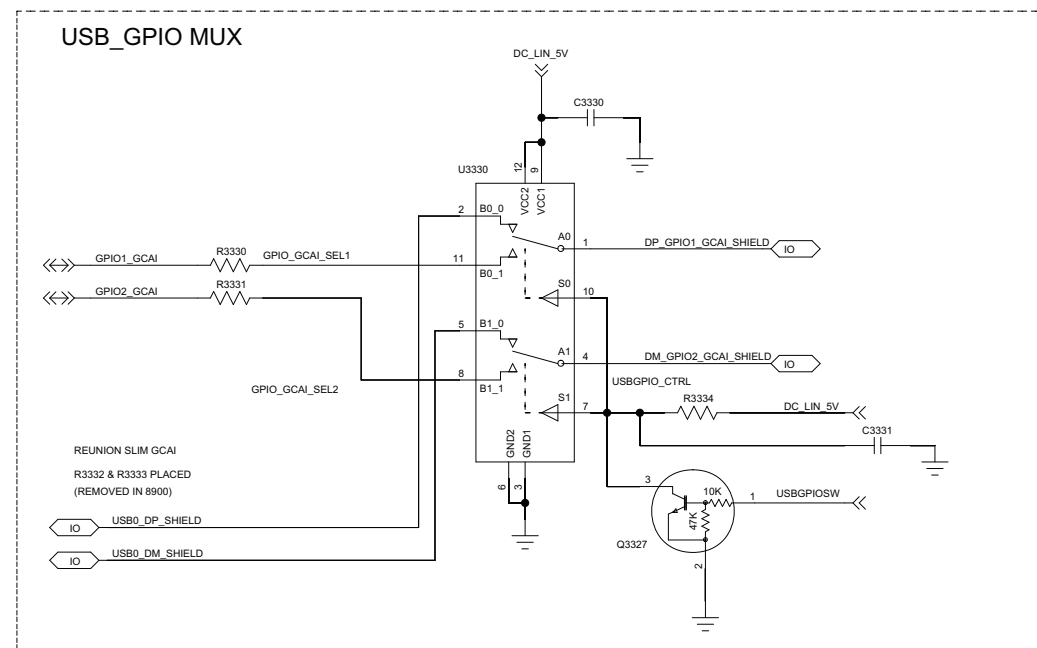 USB_GPIO MUX
DC_LIN_5V
C3330
U3330
12
9
VCC2
VCC1
2
B0_0
A0
1
DP_GPIO1_GCAI_SHIELD
IO
GPIO1_GCAI
R3330
GPIO_GCAI_SEL1
11
B0_1
GPIO2_GCAI
R3331
S0
10
5
B1_0
A1
4
DM_GPIO2_GCAI_SHIELD
IO
8
B1_1
GPIO_GCAI_SEL2
USBGPIO_CTRL
S1
7
R3334
DC_LIN_5V
C3331
GND2
GND1
6
3
REUNION SLIM GCAI
R3332 & R3333 PLACED
(REMOVED IN 8900)
3
10K
1
USBGPIOSW
47K
Q3327
2
IO
USB0_DP_SHIELD
IO
USB0_DM_SHIELD